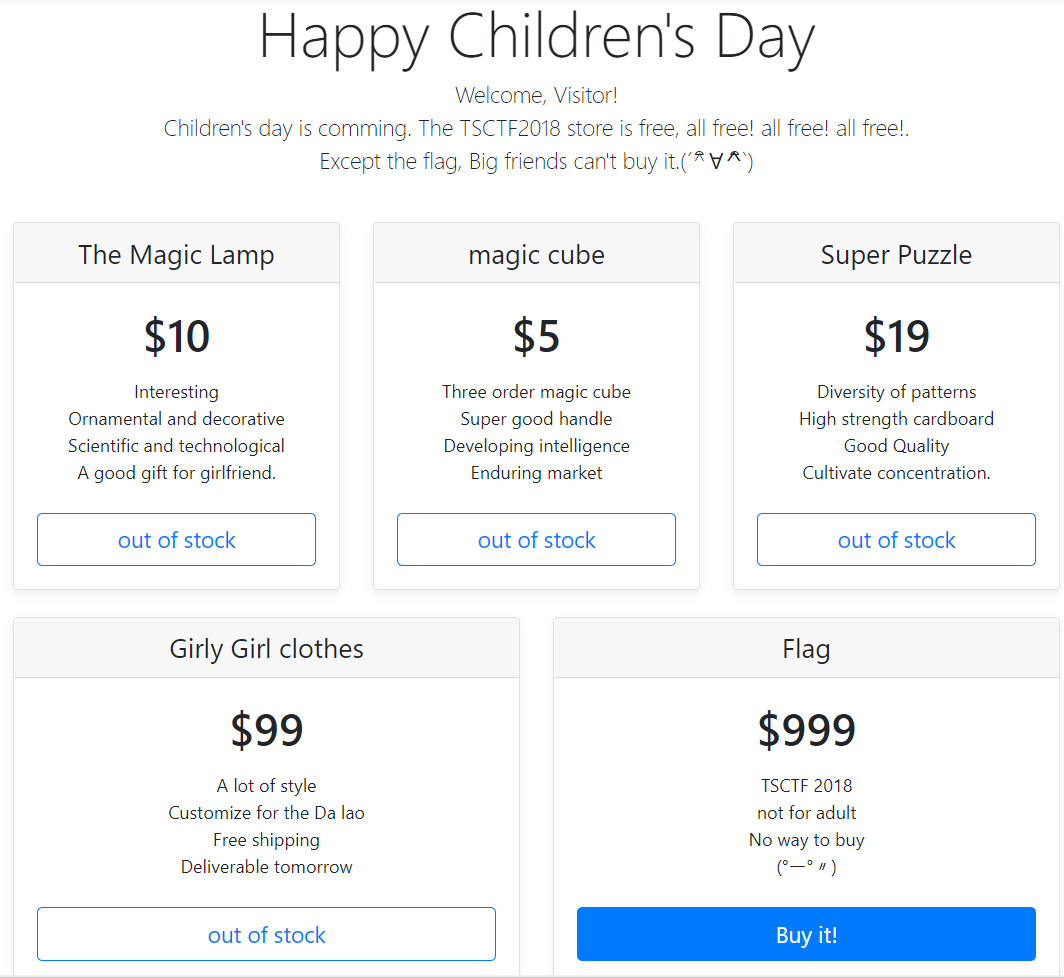 Happy Children's Day
Welcome, Visitor!
Children's day is comming. The TSCTF2018 store is free, all free! all free! all free!.
Except the flag, Big friends can't buy it.(´＾∀＾`)
The Magic Lamp
$10
Interesting
Ornamental and decorative
Scientific and technological
A good gift for girlfriend.
out of stock
magic cube
$5
Three order magic cube
Super good handle
Developing intelligence
Enduring market
out of stock
Super Puzzle
$19
Diversity of patterns
High strength cardboard
Good Quality
Cultivate concentration.
out of stock
Girly Girl clothes
$99
A lot of style
Customize for the Da lao
Free shipping
Deliverable tomorrow
out of stock
Flag
$999
TSCTF 2018
not for adult
No way to buy
(°ー°〃)
Buy it!